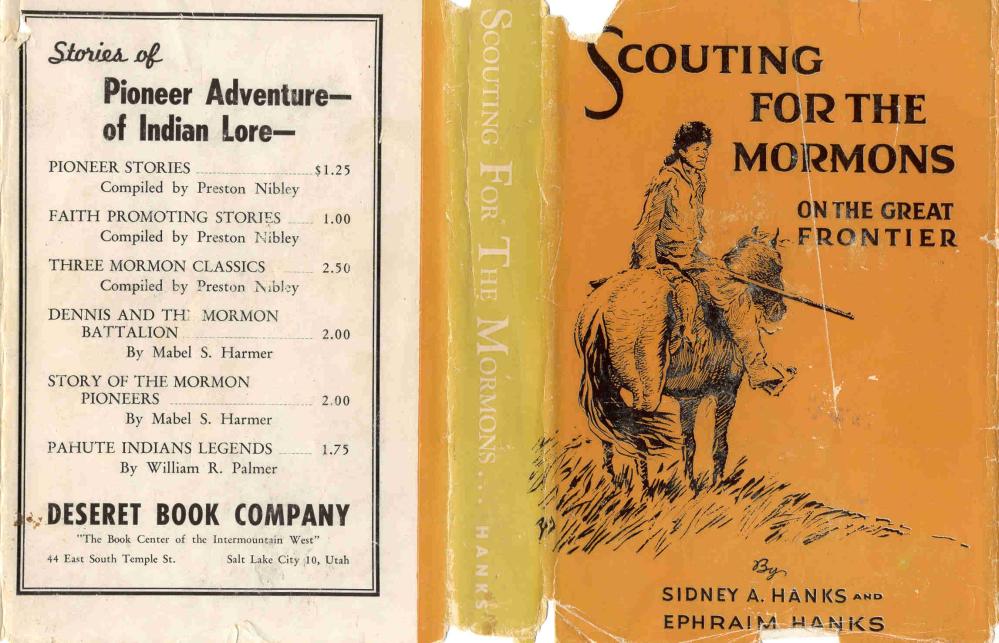 Stories of
Pioneer Adventure—
of Indian Lore—
PIONEER STORIES $1.25
Compiled by Preston Nibley
FAITH PROMOTING STORIES 1.00
Compiled by Preston Nibley
THREE MORMON CLASSICS 2.50
Compiled by Preston Nibley
DENNIS AND THE MORMON
BATTALION 2.00
By Mabel S. Harmer
STORY OF THE MORMON
PIONEERS 2.00
By Mabel S. Harmer
PAHUTE INDIANS LEGENDS 1.75
By William R. Palmer
DESERET BOOK COMPANY
"The Book Center of the Intermountain West"
44 East South Temple St. Salt Lake City 10, Utah
SCOUTING FOR THE MORMONS.... HANKS
SCOUTING
FOR THE
MORMONS
ON THE GREAT
FRONTIER
By
SIDNEY A. HANKS AND
EPHRAIM HANKS